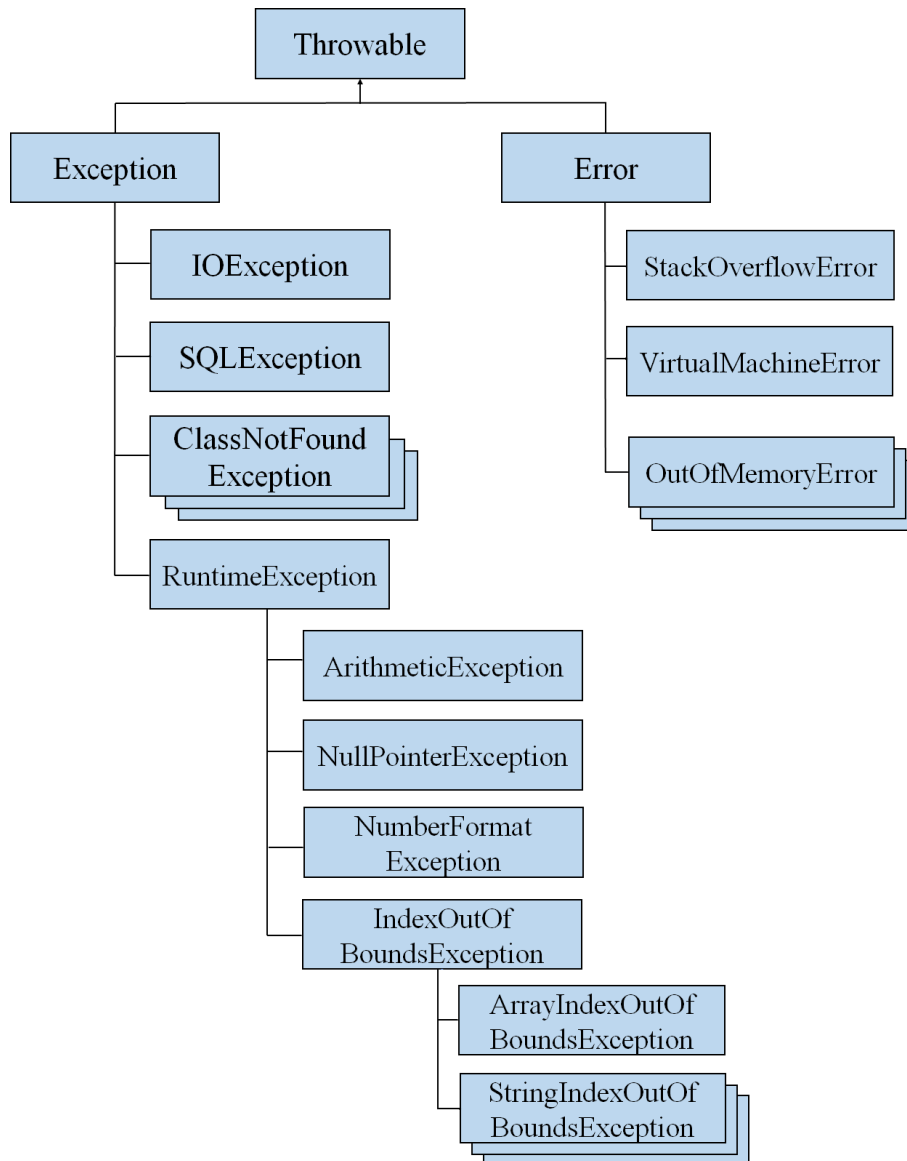 Throwable
Exception
Error
IOException
StackOverflowError
SQLException
VirtualMachineError
ClassNotFound
Exception
OutOfMemoryError
RuntimeException
ArithmeticException
NullPointerException
NumberFormat
Exception
IndexOutOf
BoundsException
ArrayIndexOutOf
BoundsException
StringIndexOutOf
BoundsException